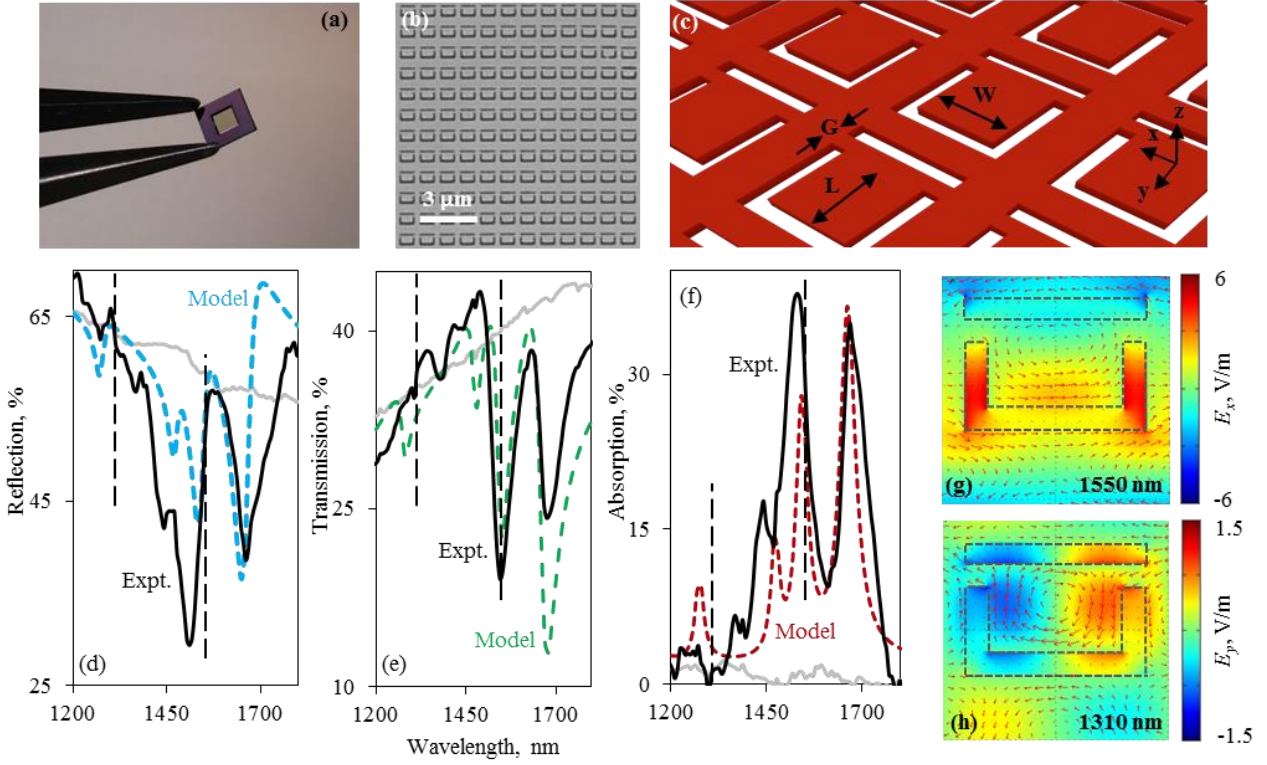 (a)
(b)
3 μm
(c)
W
G
L
z
x
y
Reflection, %
65
45
25
Model
Expt.
(d)
1200
1450
1700
Transmission, %
40
25
10
Expt.
Model
(e)
1200
1450
1700
Wavelength, nm
Absorption, %
30
15
0
(f)
Expt.
Model
1200
1450
1700
(g)
1550 nm
6
Ex, V/m
-6
(h)
1310 nm
1.5
Ey, V/m
-1.5